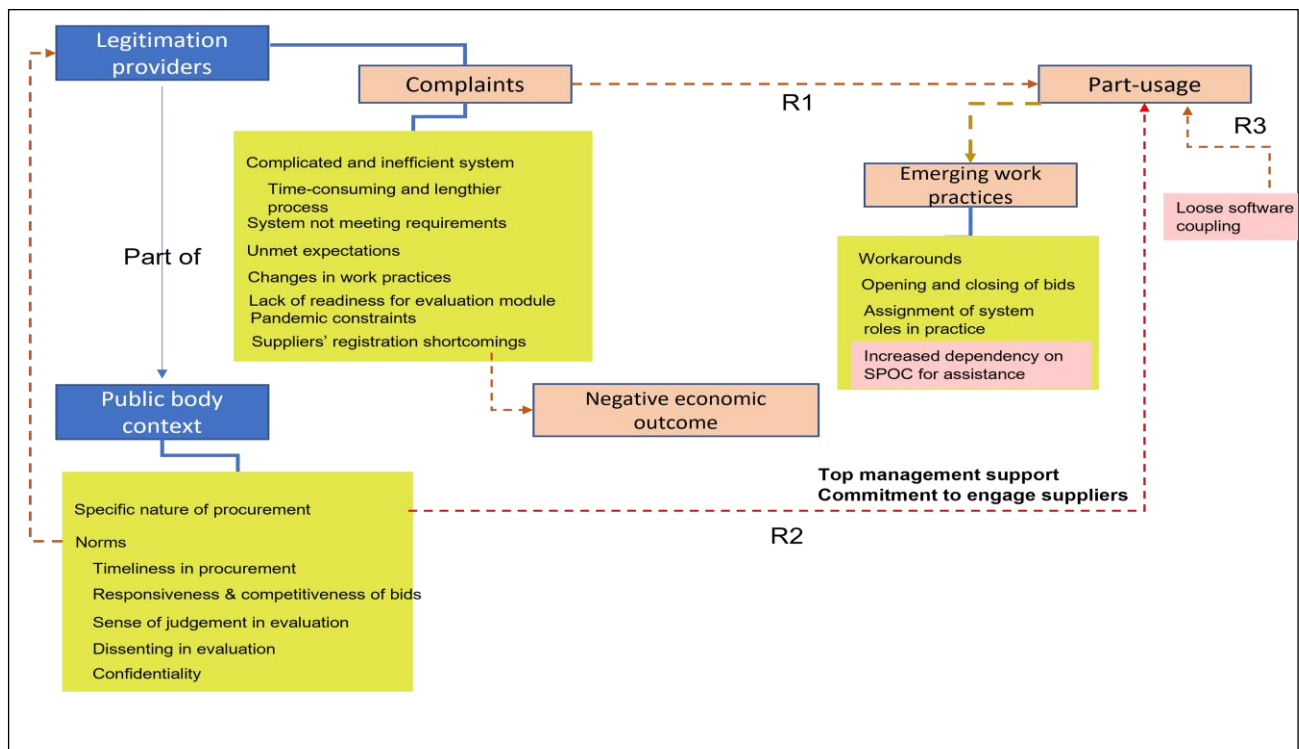 Legitimation
providers
Complaints
R1
Part-usage
R3
Complicated and inefficient system
Time-consuming and lengthier
process
System not meeting requirements
Unmet expectations
Changes in work practices
Lack of readiness for evaluation module
Pandemic constraints
Suppliers’ registration shortcomings
Emerging work
practices
Loose software
coupling
Part of
Workarounds
Opening and closing of bids
Assignment of system
roles in practice
Increased dependency on
SPOC for assistance
Public body
context
Negative economic
outcome
Top management support
Commitment to engage suppliers
R2
Specific nature of procurement
Norms
Timeliness in procurement
Responsiveness & competitiveness of bids
Sense of judgement in evaluation
Dissenting in evaluation
Confidentiality